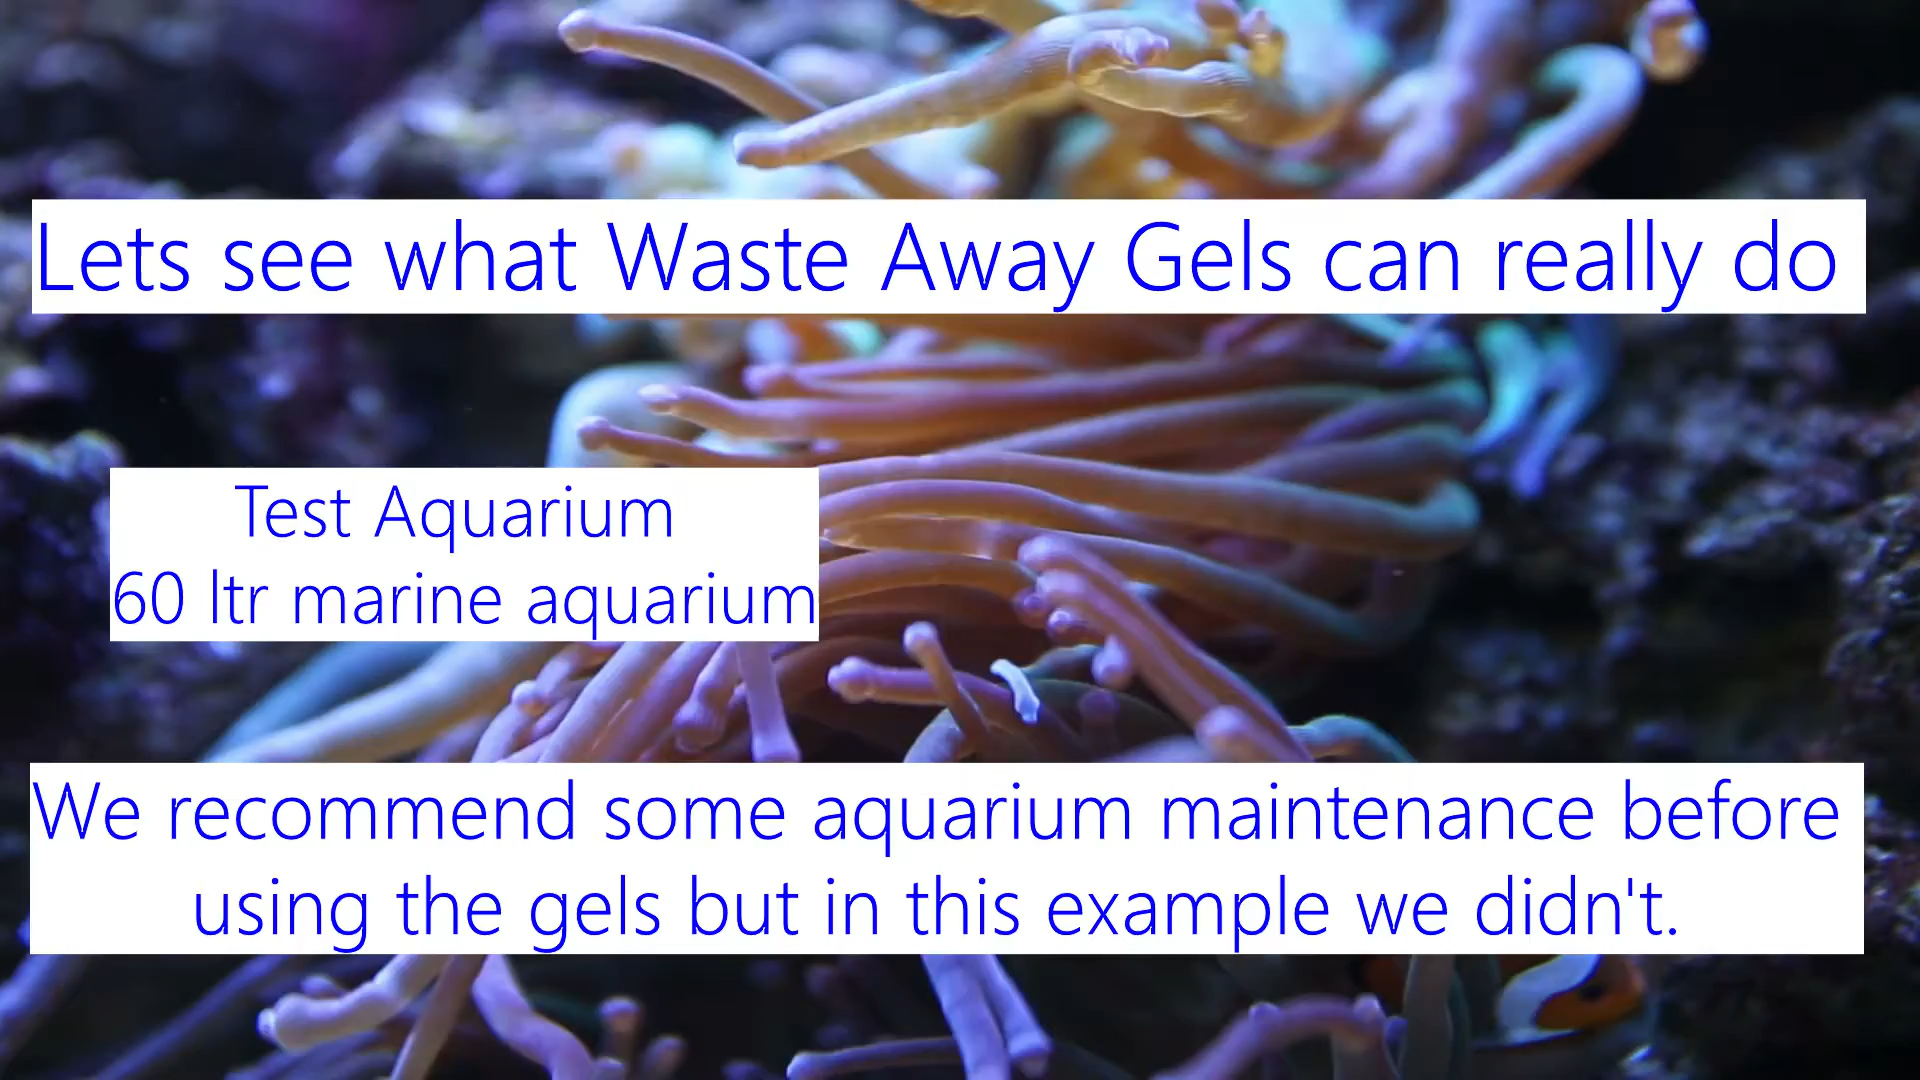 Lets see what Waste Away Gels can really do
Test Aquarium
60 ltr marine aquarium
We recommend some aquarium maintenance before
using the gels but in this example we didn't.